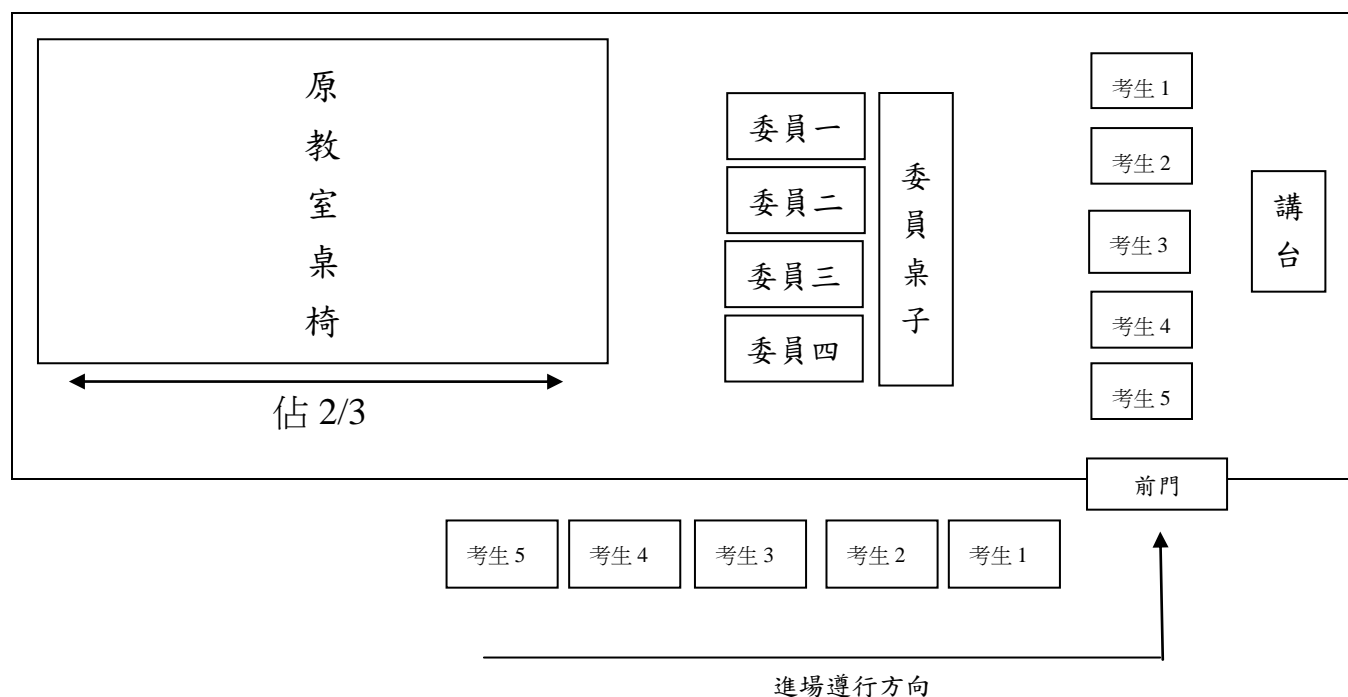 原教室桌椅
佔 2/3
委員一
委員二
委員三
委員四
委員桌子
考生 1
考生 2
考生 3
考生 4
考生 5
講台
前門
考生 5
考生 4
考生 3
考生 2
考生 1
進場遵行方向